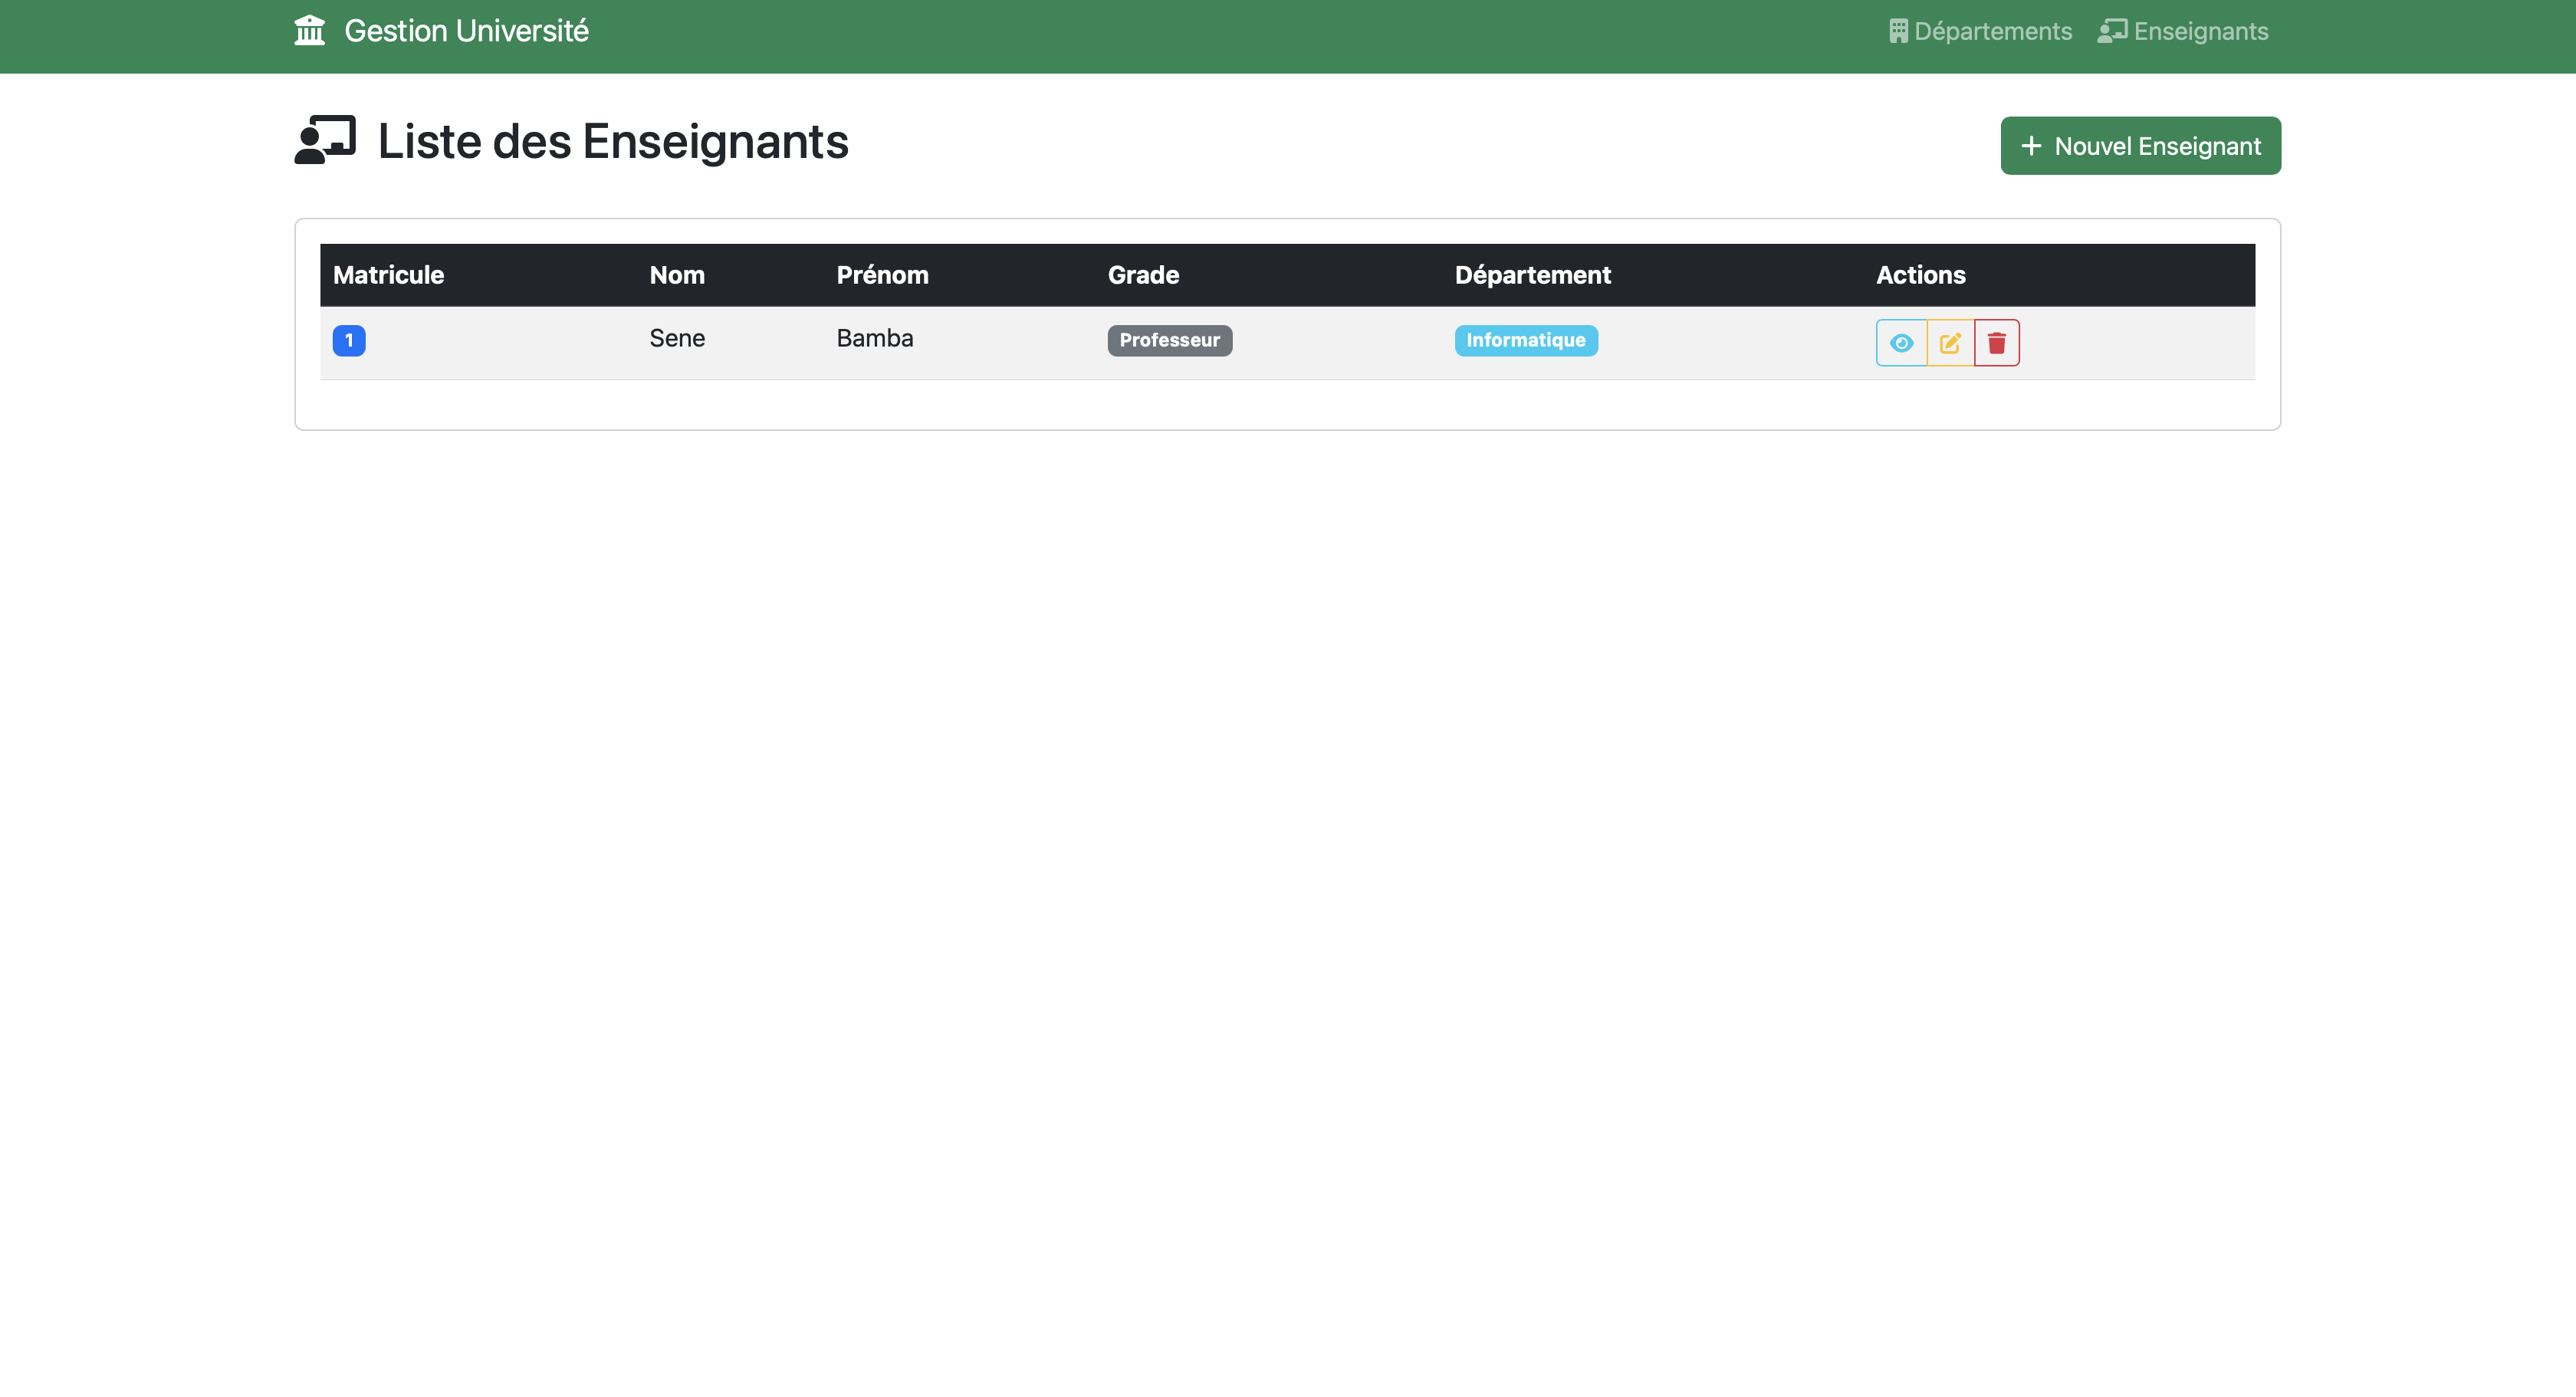 Gestion Université
Départements Enseignants
Liste des Enseignants
Nouvel Enseignant
Matricule Nom Prénom Grade Département Actions
1 Sene Bamba Professeur Informatique